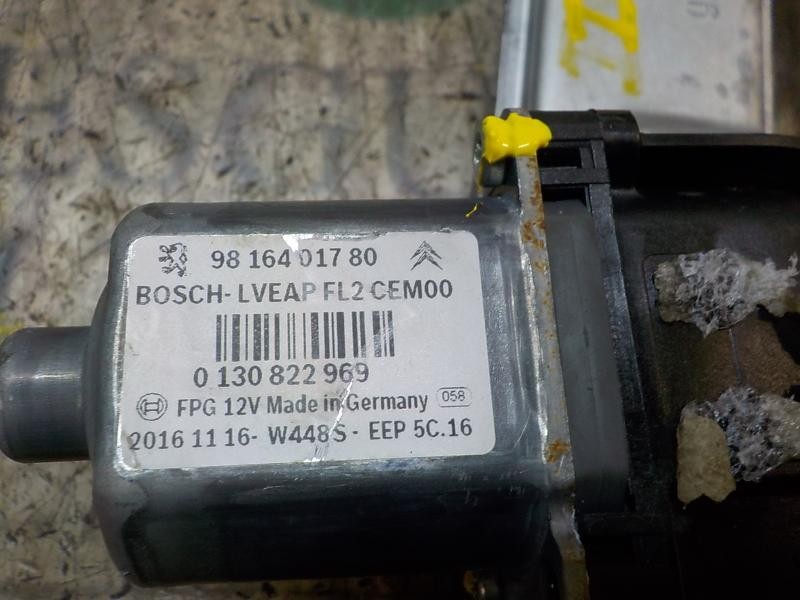 98 164 017 80
BOSCH- LVEAP FL2 CEM00
0 130 822 969
FPG 12V Made in Germany 058
2016 11 16- W448S - EEP 5C.16